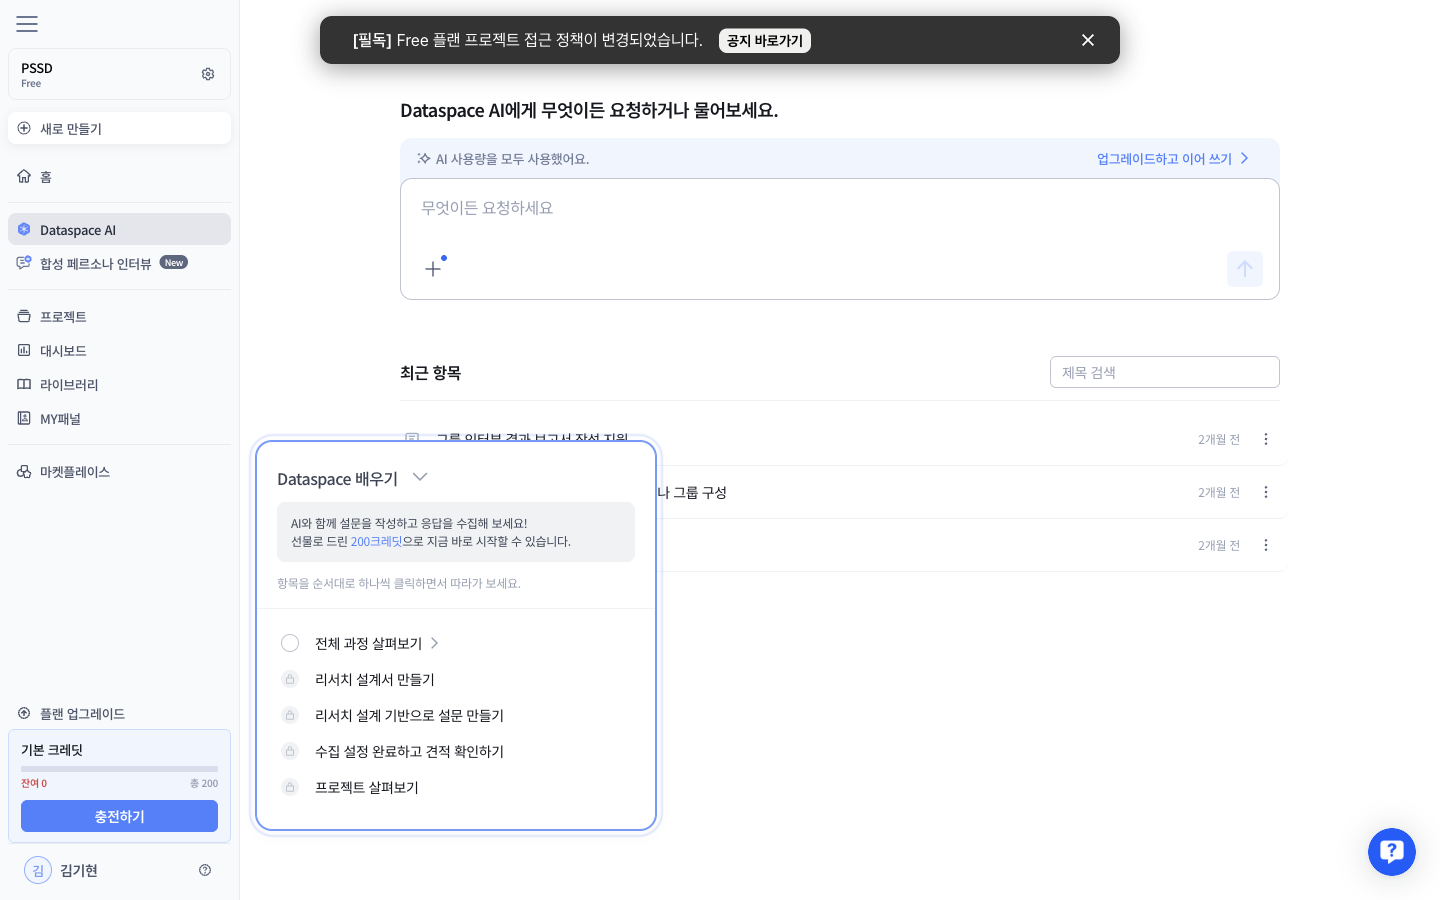 [필독] Free 플랜 프로젝트 접근 정책이 변경되었습니다. 공지 바로가기
PSSD
Free
새로 만들기
홈
Dataspace AI
합성 페르소나 인터뷰 New
프로젝트
대시보드
라이브러리
MY패널
마켓플레이스
플랜 업그레이드
기본 크레딧
잔여 0 총 200
충전하기
김 김기현
Dataspace AI에게 무엇이든 요청하거나 물어보세요.
AI 사용량을 모두 사용했어요. 업그레이드하고 이어 쓰기
무엇이든 요청하세요
최근 항목 제목 검색
그룹 인터뷰 결과 보고서 작성 지원 2개월 전
나 그룹 구성 2개월 전
2개월 전
Dataspace 배우기
AI와 함께 설문을 작성하고 응답을 수집해 보세요!
선물로 드린 200크레딧으로 지금 바로 시작할 수 있습니다.
항목을 순서대로 하나씩 클릭하면서 따라가 보세요.
전체 과정 살펴보기
리서치 설계서 만들기
리서치 설계 기반으로 설문 만들기
수집 설정 완료하고 견적 확인하기
프로젝트 살펴보기